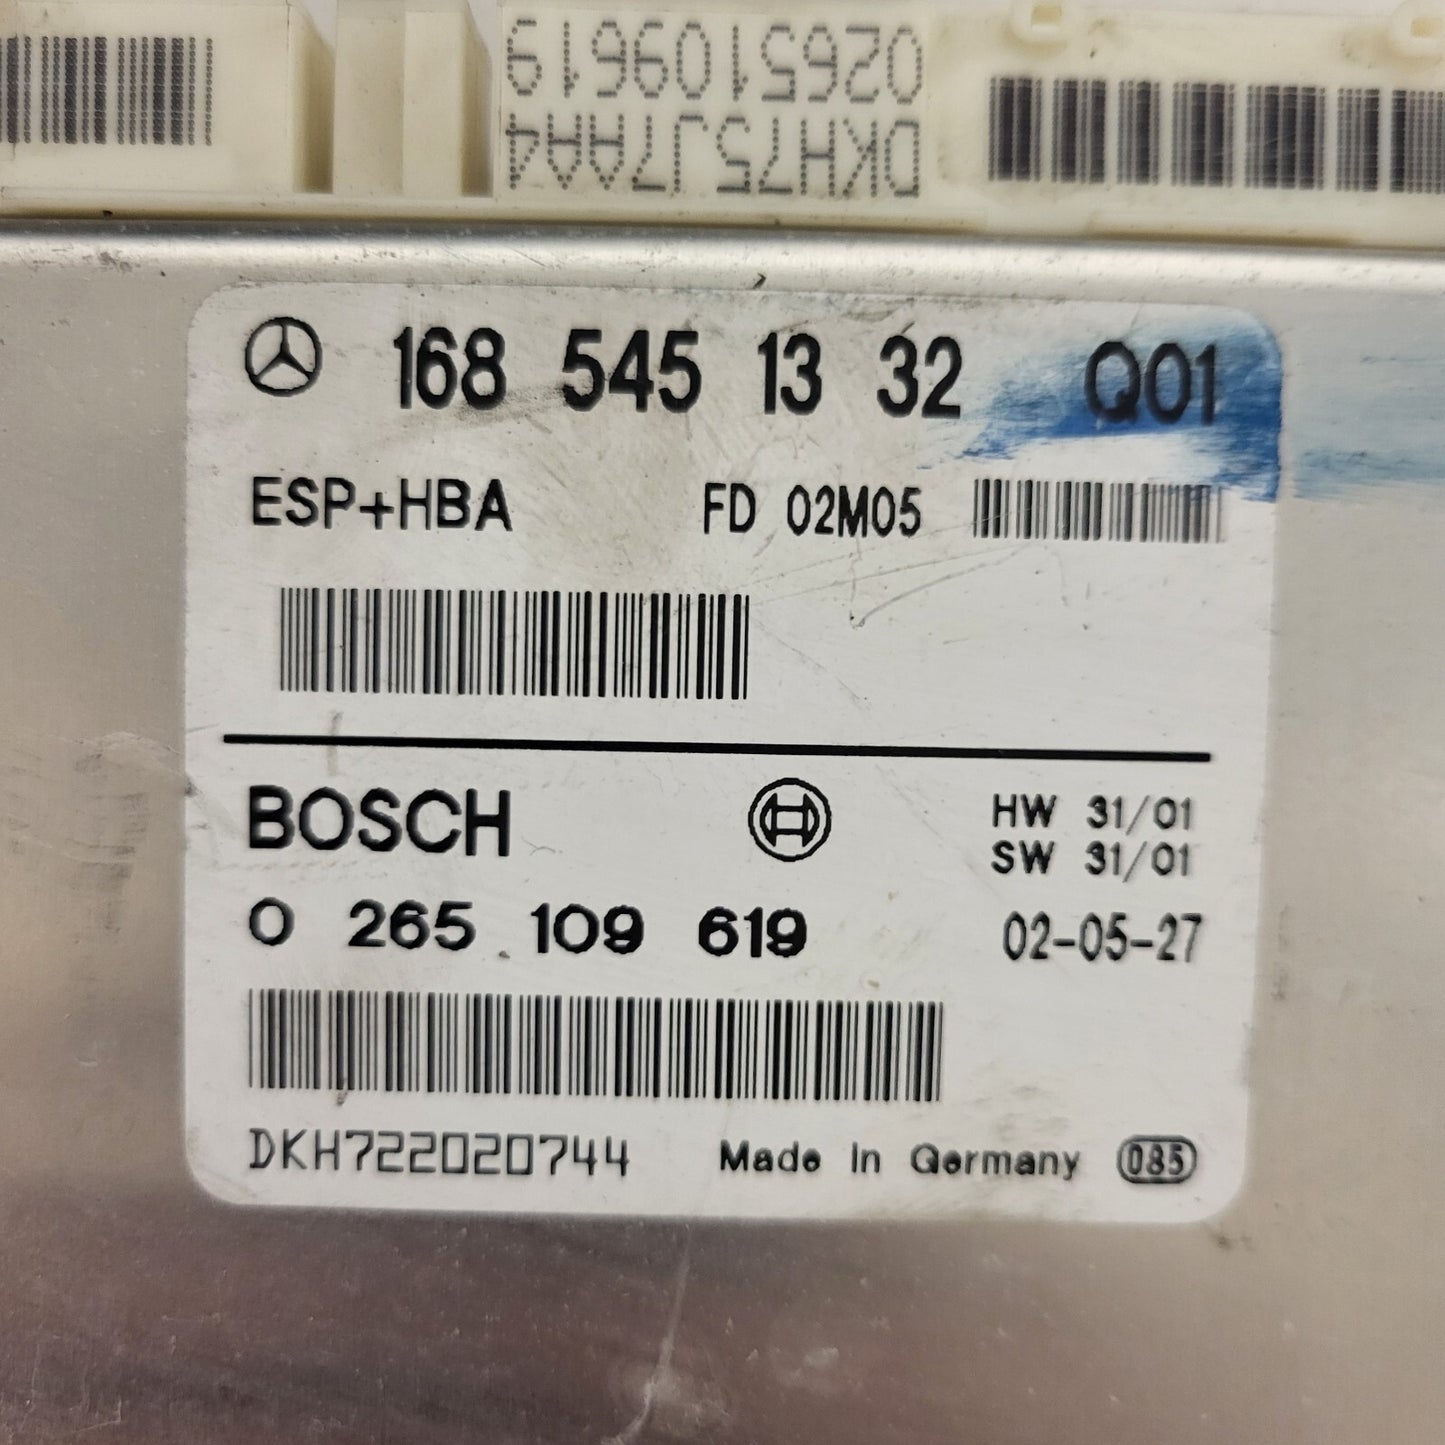 0265109619
DKH75J7AA4
168 545 13 32 Q01
ESP+HBA FD 02M05
BOSCH HW 31/01
SW 31/01
0 265 109 619 02-05-27
DKH722020744 Made in Germany 085